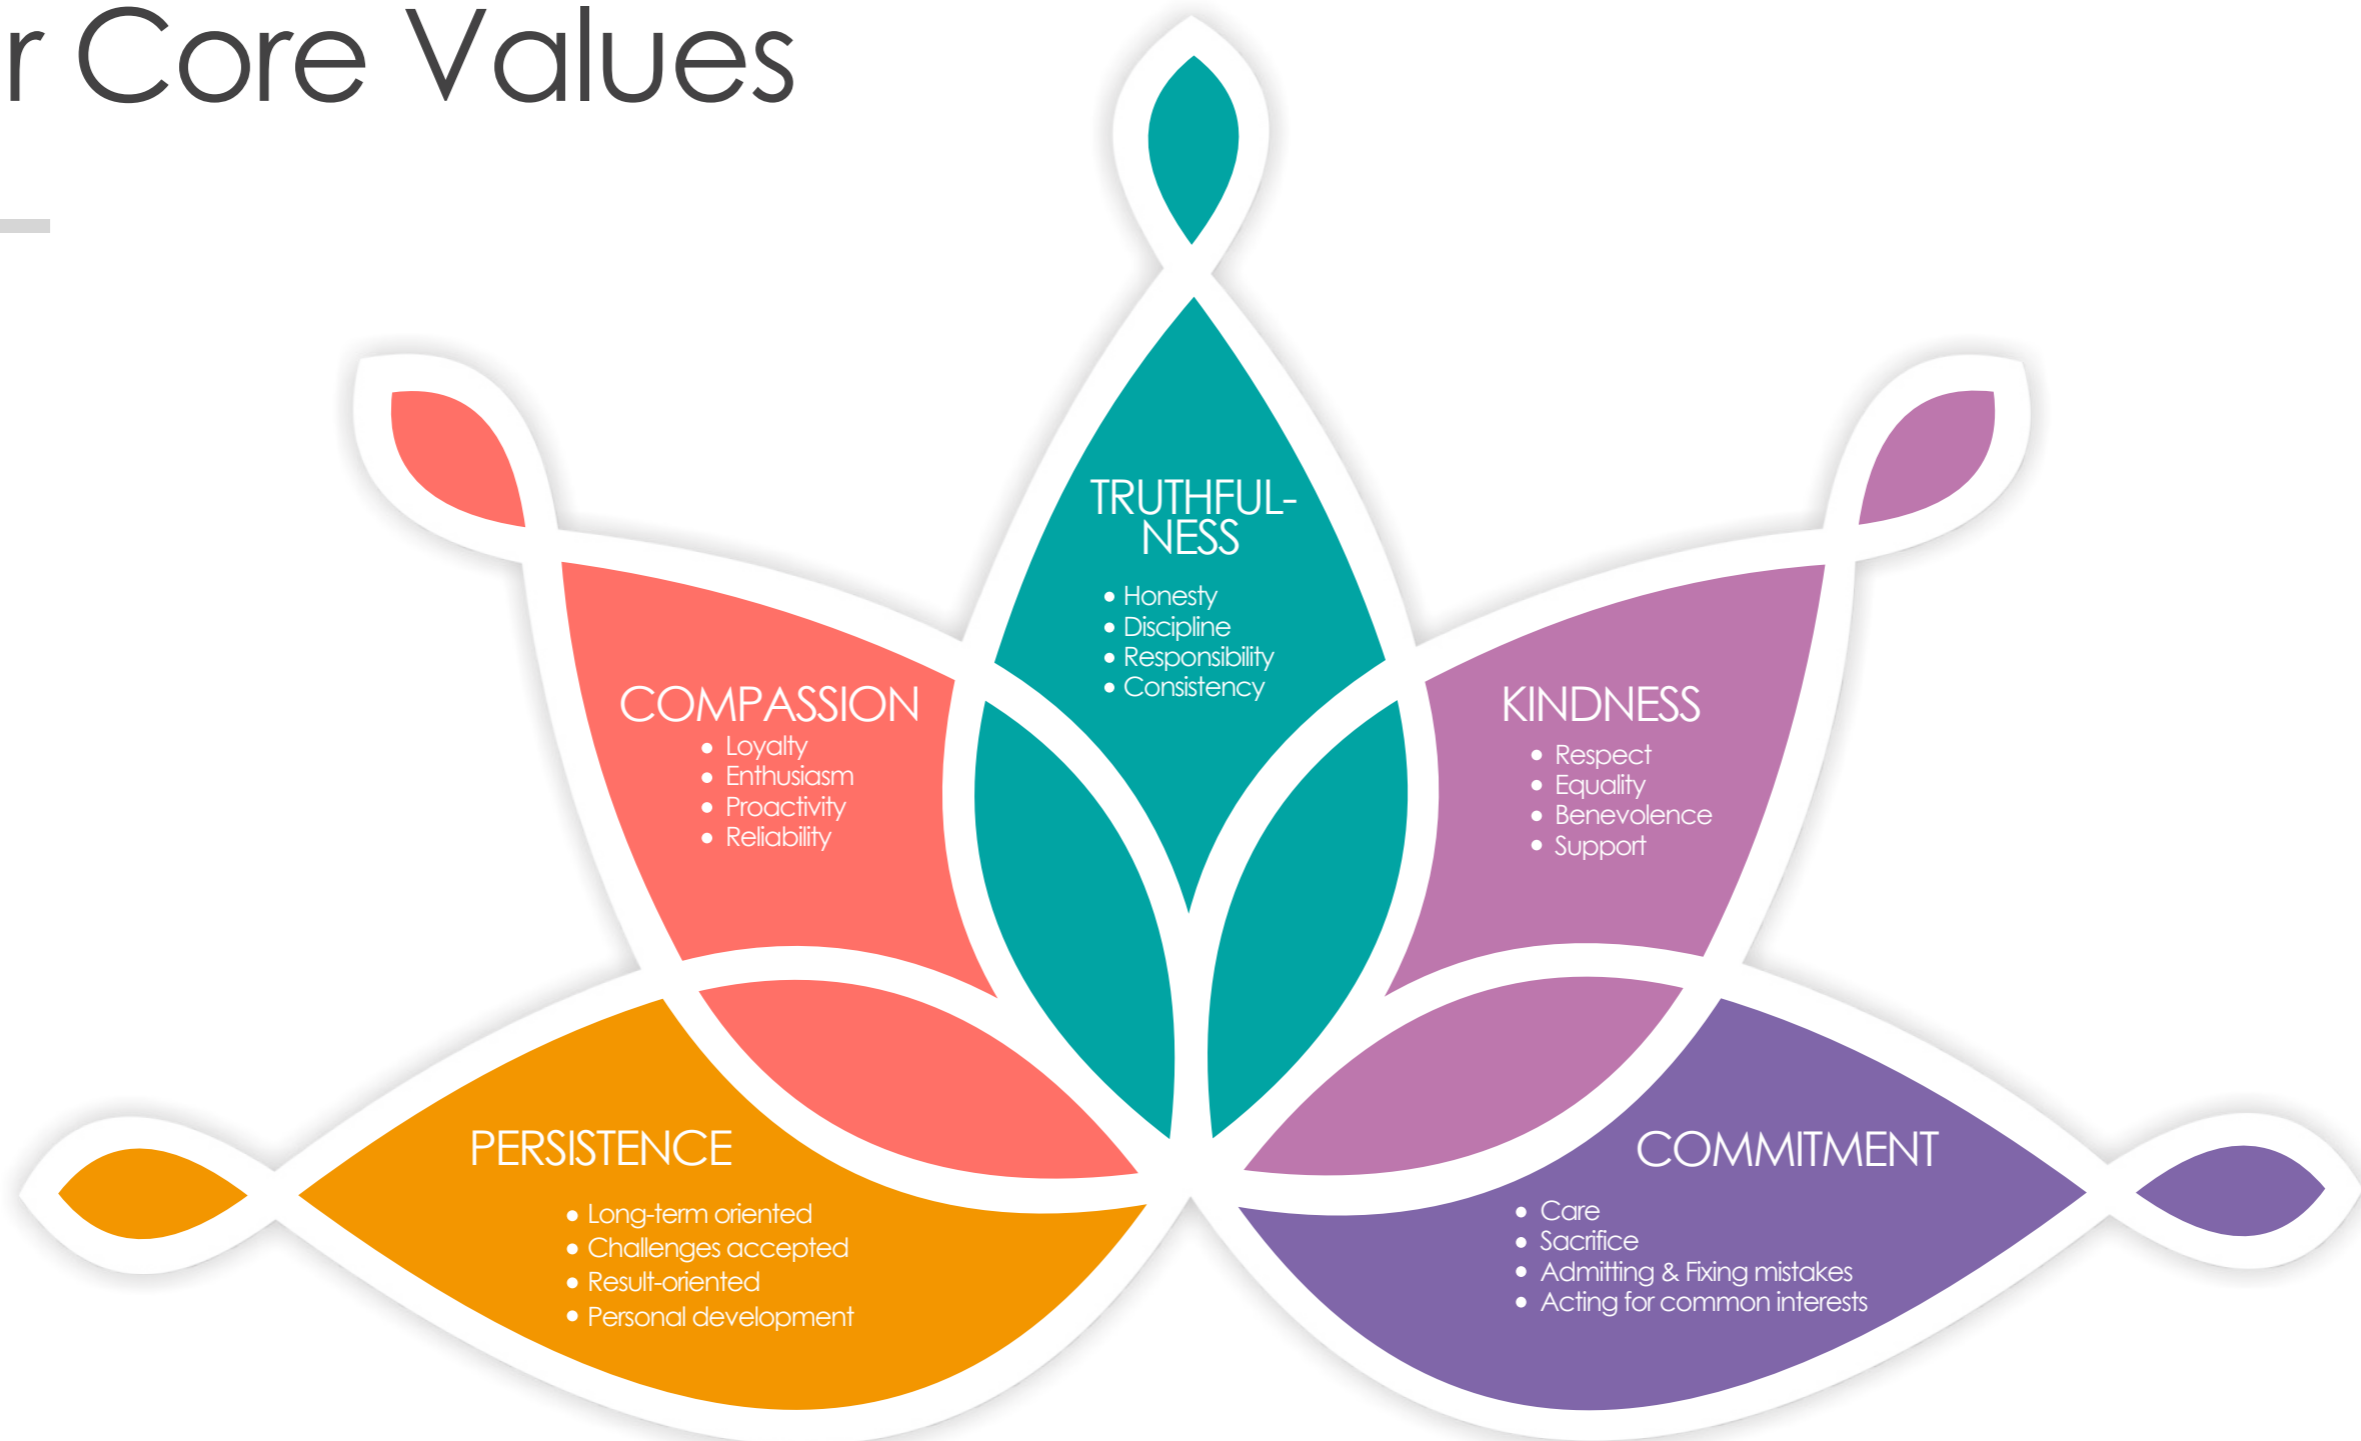 r Core Values
TRUTHFUL-
NESS
• Honesty
• Discipline
• Responsibility
• Consistency
COMPASSION
• Loyalty
• Enthusiasm
• Proactivity
• Reliability
KINDNESS
• Respect
• Equality
• Benevolence
• Support
PERSISTENCE
• Long-term oriented
• Challenges accepted
• Result-oriented
• Personal development
COMMITMENT
• Care
• Sacrifice
• Admitting & Fixing mistakes
• Acting for common interests